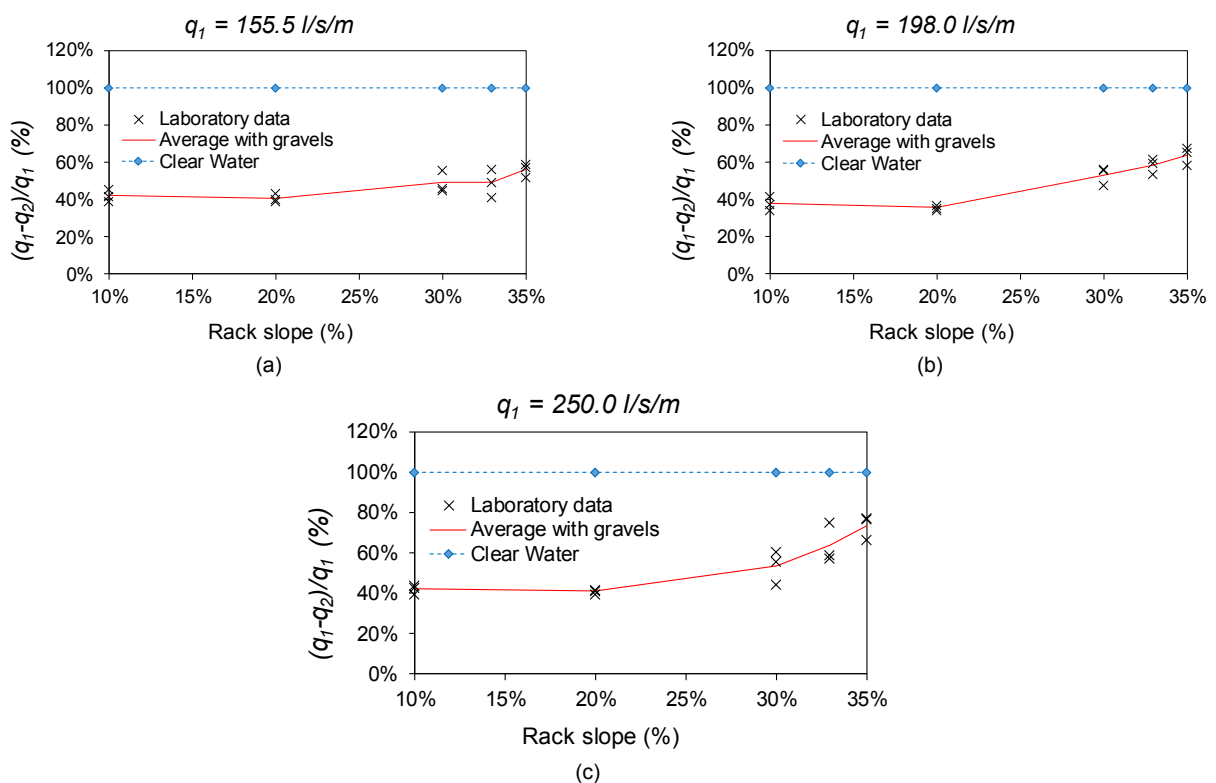 q₁ = 155.5 l/s/m
120%
100%
80%
60%
40%
20%
0%
(q₁-q₂)/q₁ (%)
Laboratory data
Average with gravels
Clear Water
10% 15% 20% 25% 30% 35%
Rack slope (%)
(a)
q₁ = 198.0 l/s/m
120%
100%
80%
60%
40%
20%
0%
(q₁-q₂)/q₁ (%)
Laboratory data
Average with gravels
Clear Water
10% 15% 20% 25% 30% 35%
Rack slope (%)
(b)
q₁ = 250.0 l/s/m
120%
100%
80%
60%
40%
20%
0%
(q₁-q₂)/q₁ (%)
Laboratory data
Average with gravels
Clear Water
10% 15% 20% 25% 30% 35%
Rack slope (%)
(c)